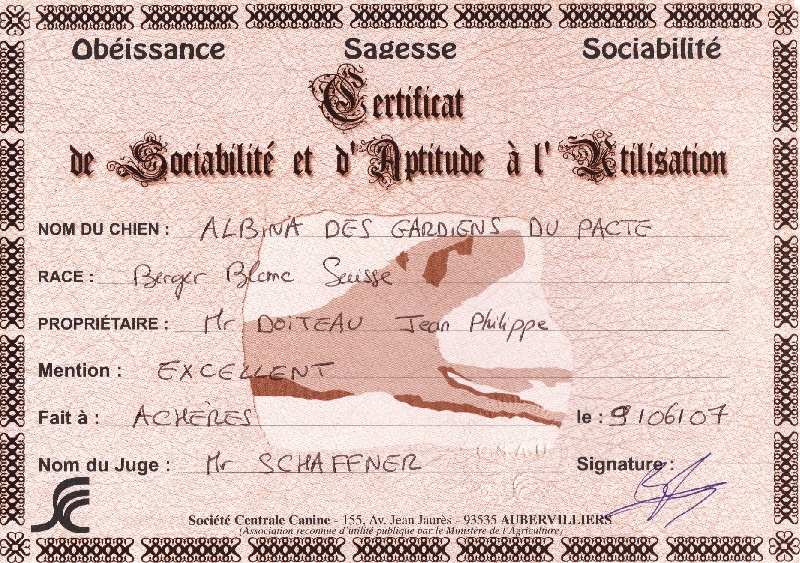 Obéissance Sagesse Sociabilité
Certificat
de Sociabilité et d'Aptitude à l'Utilisation
NOM DU CHIEN : ALBINA DES GARDIENS DU PACTE
RACE : Berger Blanc Suisse
PROPRIÉTAIRE : Mr DOITEAU Jean Philippe
Mention : EXCELLENT
Fait à : ACHÈRES le : 9/06/07
Nom du Juge : Mr SCHAFFNER Signature :
Société Centrale Canine - 155, Av. Jean Jaurès - 93535 AUBERVILLIERS
(Association reconnue d'utilité publique par le Ministère de l'Agriculture)